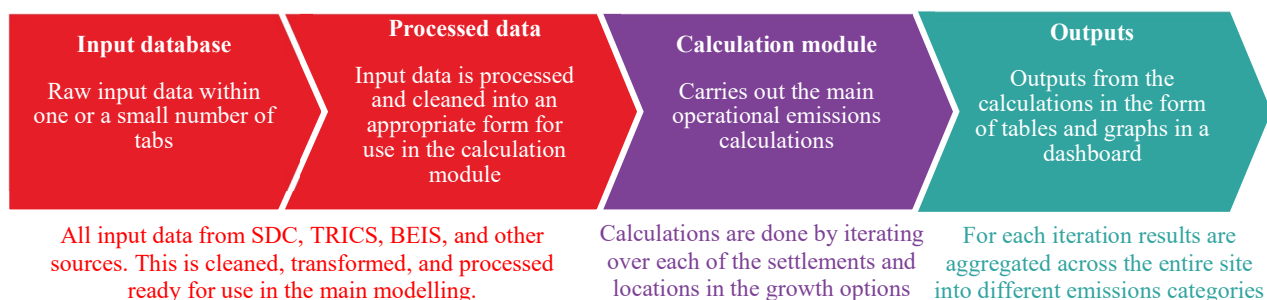 Input database
Raw input data within
one or a small number of
tabs
Processed data
Input data is processed
and cleaned into an
appropriate form for
use in the calculation
module
Calculation module
Carries out the main
operational emissions
calculations
Outputs
Outputs from the
calculations in the form
of tables and graphs in a
dashboard
All input data from SDC, TRICS, BEIS, and other
sources. This is cleaned, transformed, and processed
ready for use in the main modelling.
Calculations are done by iterating
over each of the settlements and
locations in the growth options
For each iteration results are
aggregated across the entire site
into different emissions categories